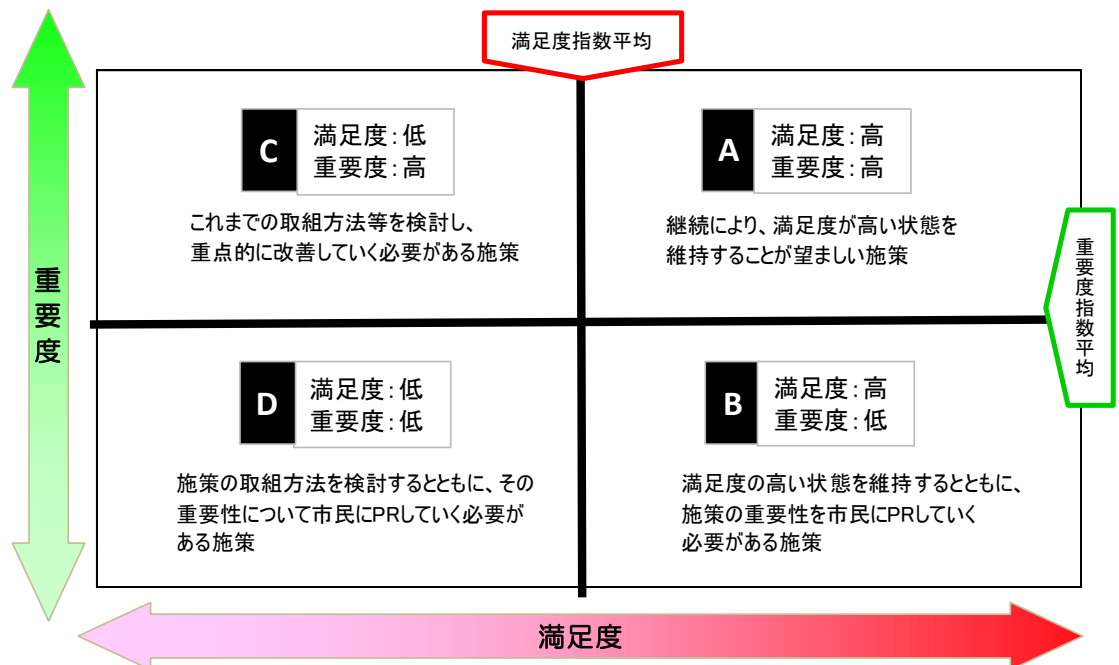 満足度指数平均
C
満足度：低
重要度：高
これまでの取組方法等を検討し、
重点的に改善していく必要がある施策
A
満足度：高
重要度：高
継続により、満足度が高い状態を
維持することが望ましい施策
重要度
重要度指数平均
D
満足度：低
重要度：低
施策の取組方法を検討するとともに、その
重要性について市民にPRしていく必要が
ある施策
B
満足度：高
重要度：低
満足度の高い状態を維持するとともに、
施策の重要性を市民にPRしていく
必要がある施策
満足度